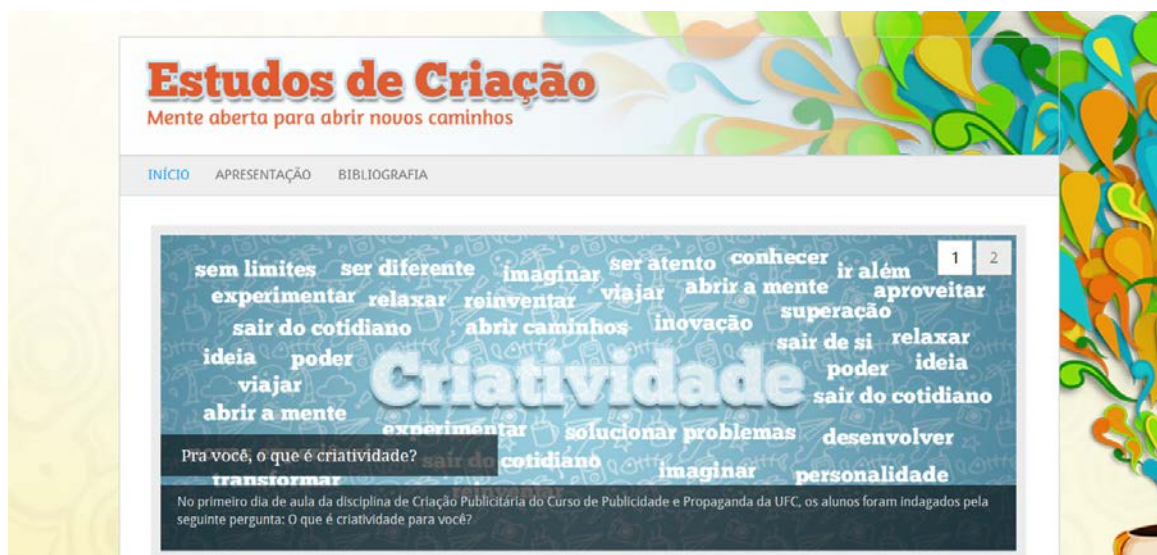 Estudos de Criação
Mente aberta para abrir novos caminhos
INÍCIO APRESENTAÇÃO BIBLIOGRAFIA
1 2
sem limites ser diferente imaginar ser atento conhecer ir além
experimentar relaxar reinventar viajar abrir a mente aproveitar
superação
sair do cotidiano abrir caminhos inovação sair de si relaxar
ideia poder poder ideia
viajar Criatividade sair do cotidiano
abrir a mente
experimentar solucionar problemas desenvolver
Pra você, o que é criatividade?
sair do cotidiano imaginar personalidade
transformar
reinventar
No primeiro dia de aula da disciplina de Criação Publicitária do Curso de Publicidade e Propaganda da UFC, os alunos foram indagados pela
seguinte pergunta: O que é criatividade para você?